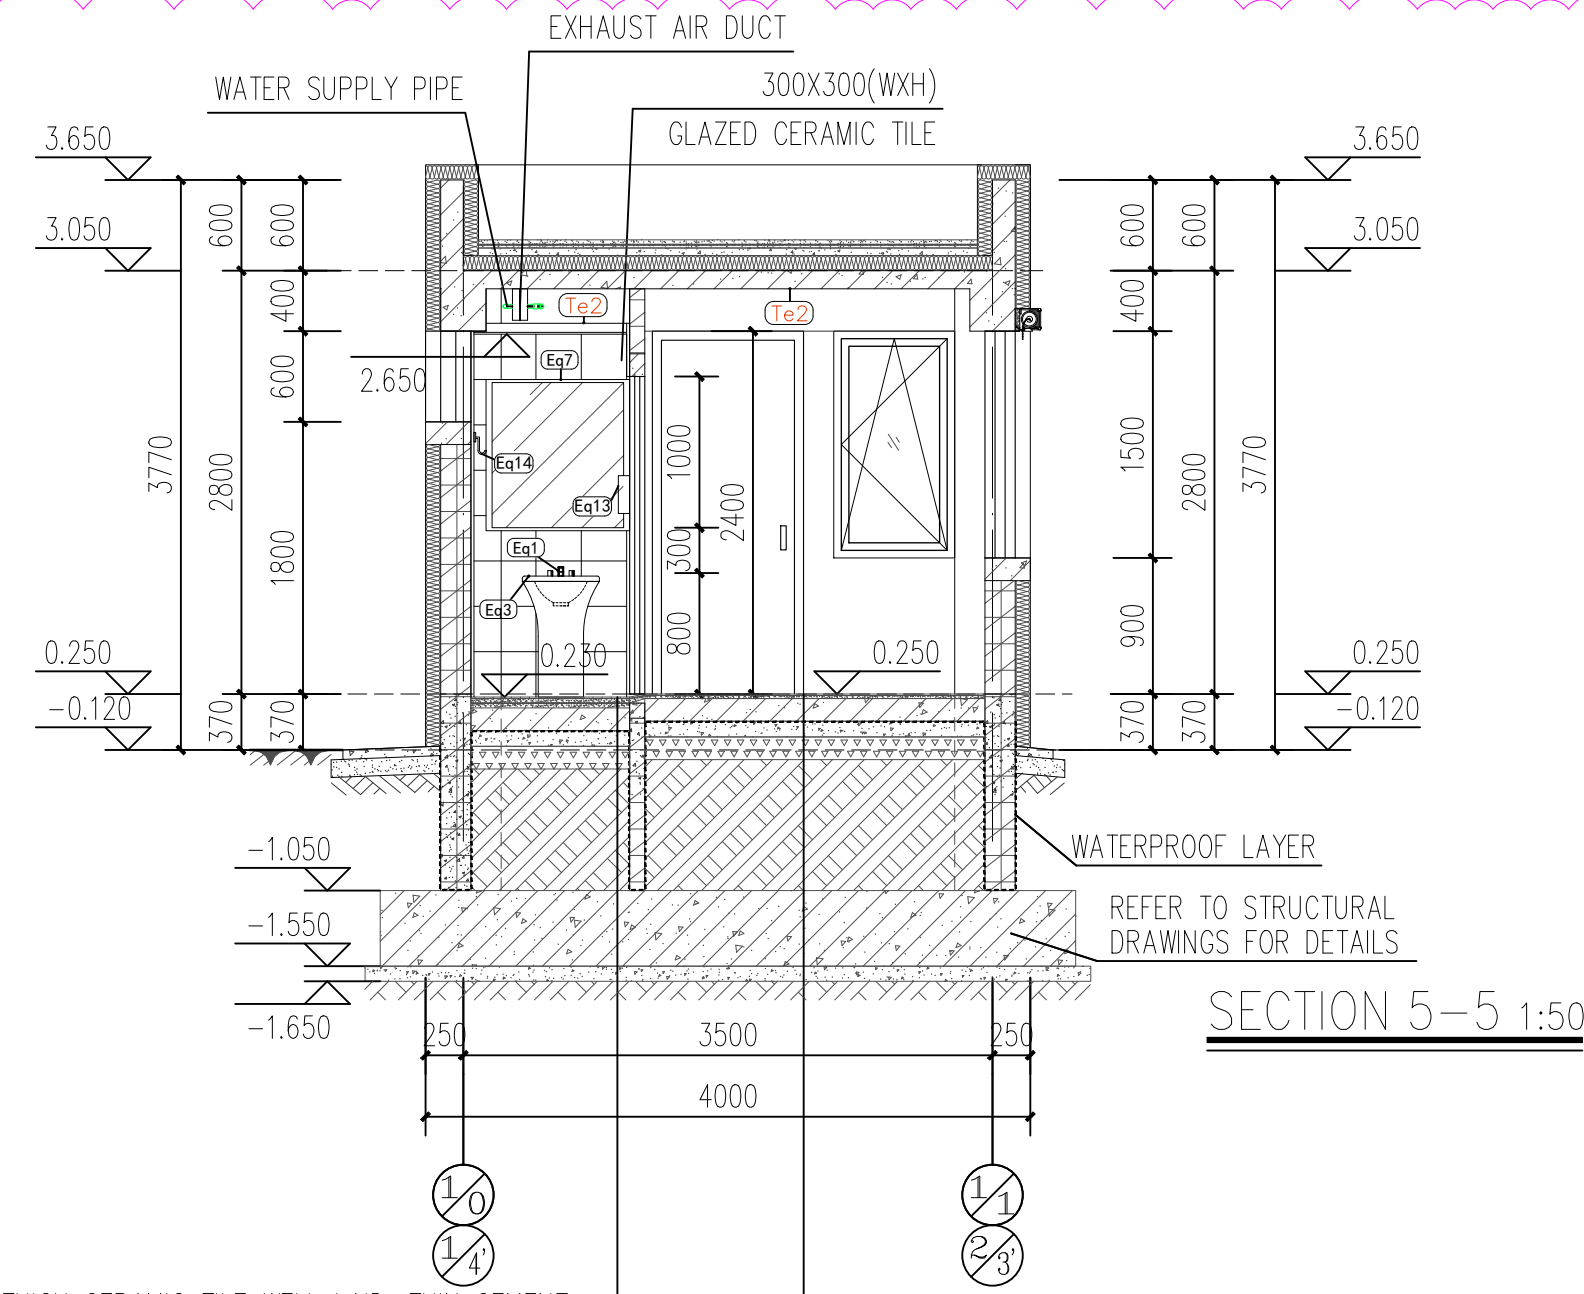 EXHAUST AIR DUCT
WATER SUPPLY PIPE
300X300(WXH)
GLAZED CERAMIC TILE
3.650
3.650
600
600
600
600
3.050
3.050
400
400
Te2
Te2
2.650
600
Eq7
3770
2800
1800
Eq14
Eq13
1000
2400
300
800
1500
2800
3770
900
Eq1
Eq3
0.230
0.250
0.250
0.250
-0.120
-0.120
370
370
370
370
WATERPROOF LAYER
-1.050
REFER TO STRUCTURAL
DRAWINGS FOR DETAILS
-1.550
-1.650
SECTION 5-5 1:50
250
3500
250
4000
1/0
1/1
1/4'
2/3'